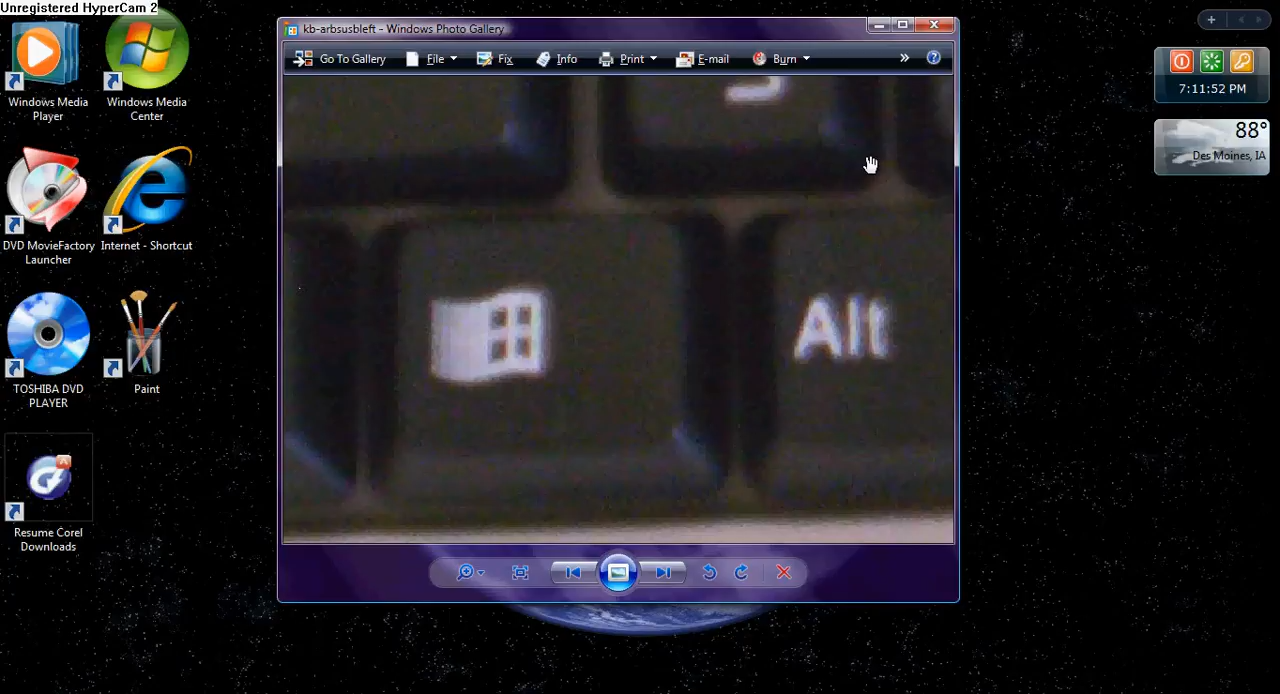 Unregistered HyperCam 2
kb-arbsusbleft - Windows Photo Gallery
Go To Gallery File Fix Info Print E-mail Burn »
Alt
Windows Media
Player
Windows Media
Center
DVD MovieFactory
Launcher
Internet - Shortcut
TOSHIBA DVD
PLAYER
Paint
Resume Corel
Downloads
7:11:52 PM
88°
Des Moines, IA